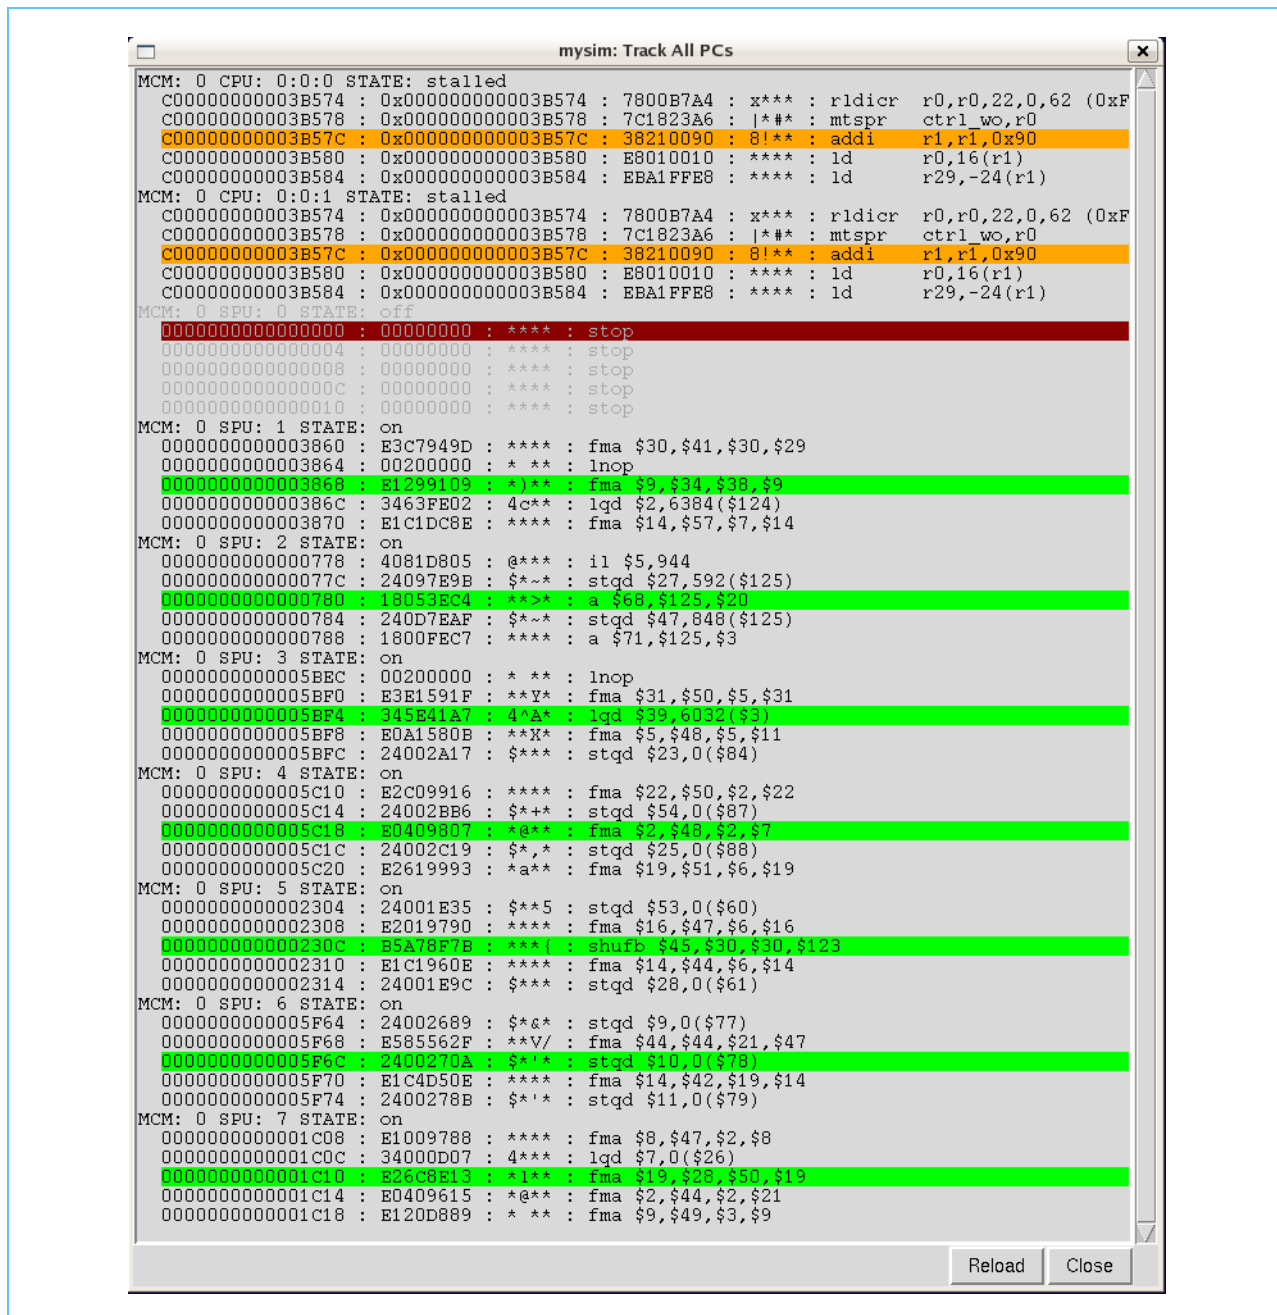 mysim: Track All PCs
MCM: 0 CPU: 0:0:0 STATE: stalled
C00000000003B574 : 0x000000000003B574 : 7800B7A4 : x*** : rldicr r0,r0,22,0,62 (0xF
C00000000003B578 : 0x000000000003B578 : 7C1823A6 : |*#* : mtspr ctrl_wo,r0
C00000000003B57C : 0x000000000003B57C : 38210090 : 8!** : addi r1,r1,0x90
C00000000003B580 : 0x000000000003B580 : E8010010 : **** : ld r0,16(r1)
C00000000003B584 : 0x000000000003B584 : EBA1FFE8 : **** : ld r29,-24(r1)
MCM: 0 CPU: 0:0:1 STATE: stalled
C00000000003B574 : 0x000000000003B574 : 7800B7A4 : x*** : rldicr r0,r0,22,0,62 (0xF
C00000000003B578 : 0x000000000003B578 : 7C1823A6 : |*#* : mtspr ctrl_wo,r0
C00000000003B57C : 0x000000000003B57C : 38210090 : 8!** : addi r1,r1,0x90
C00000000003B580 : 0x000000000003B580 : E8010010 : **** : ld r0,16(r1)
C00000000003B584 : 0x000000000003B584 : EBA1FFE8 : **** : ld r29,-24(r1)
MCM: 0 SPU: 0 STATE: off
0000000000000000 : 00000000 : **** : stop
0000000000000004 : 00000000 : **** : stop
0000000000000008 : 00000000 : **** : stop
000000000000000C : 00000000 : **** : stop
0000000000000010 : 00000000 : **** : stop
MCM: 0 SPU: 1 STATE: on
0000000000003860 : E3C7949D : **** : fma $30,$41,$30,$29
0000000000003864 : 00200000 : * ** : lnop
0000000000003868 : E1299109 : *)** : fma $9,$34,$38,$9
000000000000386C : 3463FE02 : 4c** : lqd $2,6384($124)
0000000000003870 : E1C1DC8E : **** : fma $14,$57,$7,$14
MCM: 0 SPU: 2 STATE: on
0000000000000778 : 4081D805 : @*** : il $5,944
000000000000077C : 24097E9B : $*~* : stqd $27,592($125)
0000000000000780 : 18053EC4 : **>* : a $68,$125,$20
0000000000000784 : 240D7EAF : $*~* : stqd $47,848($125)
0000000000000788 : 1800FEC7 : **** : a $71,$125,$3
MCM: 0 SPU: 3 STATE: on
0000000000005BEC : 00200000 : * ** : lnop
0000000000005BF0 : E3E1591F : **Y* : fma $31,$50,$5,$31
0000000000005BF4 : 345E41A7 : 4^A* : lqd $39,6032($3)
0000000000005BF8 : E0A1580B : **X* : fma $5,$48,$5,$11
0000000000005BFC : 24002A17 : $*** : stqd $23,0($84)
MCM: 0 SPU: 4 STATE: on
0000000000005C10 : E2C09916 : **** : fma $22,$50,$2,$22
0000000000005C14 : 24002BB6 : $*+* : stqd $54,0($87)
0000000000005C18 : E0409807 : *@** : fma $2,$48,$2,$7
0000000000005C1C : 24002C19 : $*,* : stqd $25,0($88)
0000000000005C20 : E2619993 : *a** : fma $19,$51,$6,$19
MCM: 0 SPU: 5 STATE: on
0000000000002304 : 24001E35 : $**5 : stqd $53,0($60)
0000000000002308 : E2019790 : **** : fma $16,$47,$6,$16
000000000000230C : B5A78F7B : ***{ : shufb $45,$30,$30,$123
0000000000002310 : E1C1960E : **** : fma $14,$44,$6,$14
0000000000002314 : 24001E9C : $*** : stqd $28,0($61)
MCM: 0 SPU: 6 STATE: on
0000000000005F64 : 24002689 : $*&* : stqd $9,0($77)
0000000000005F68 : E585562F : **V/ : fma $44,$44,$21,$47
0000000000005F6C : 2400270A : $*'* : stqd $10,0($78)
0000000000005F70 : E1C4D50E : **** : fma $14,$42,$19,$14
0000000000005F74 : 2400278B : $*'* : stqd $11,0($79)
MCM: 0 SPU: 7 STATE: on
0000000000001C08 : E1009788 : **** : fma $8,$47,$2,$8
0000000000001C0C : 34000D07 : 4*** : lqd $7,0($26)
0000000000001C10 : E26C8E13 : *l** : fma $19,$28,$50,$19
0000000000001C14 : E0409615 : *@** : fma $2,$44,$2,$21
0000000000001C18 : E120D889 : * ** : fma $9,$49,$3,$9
Reload Close